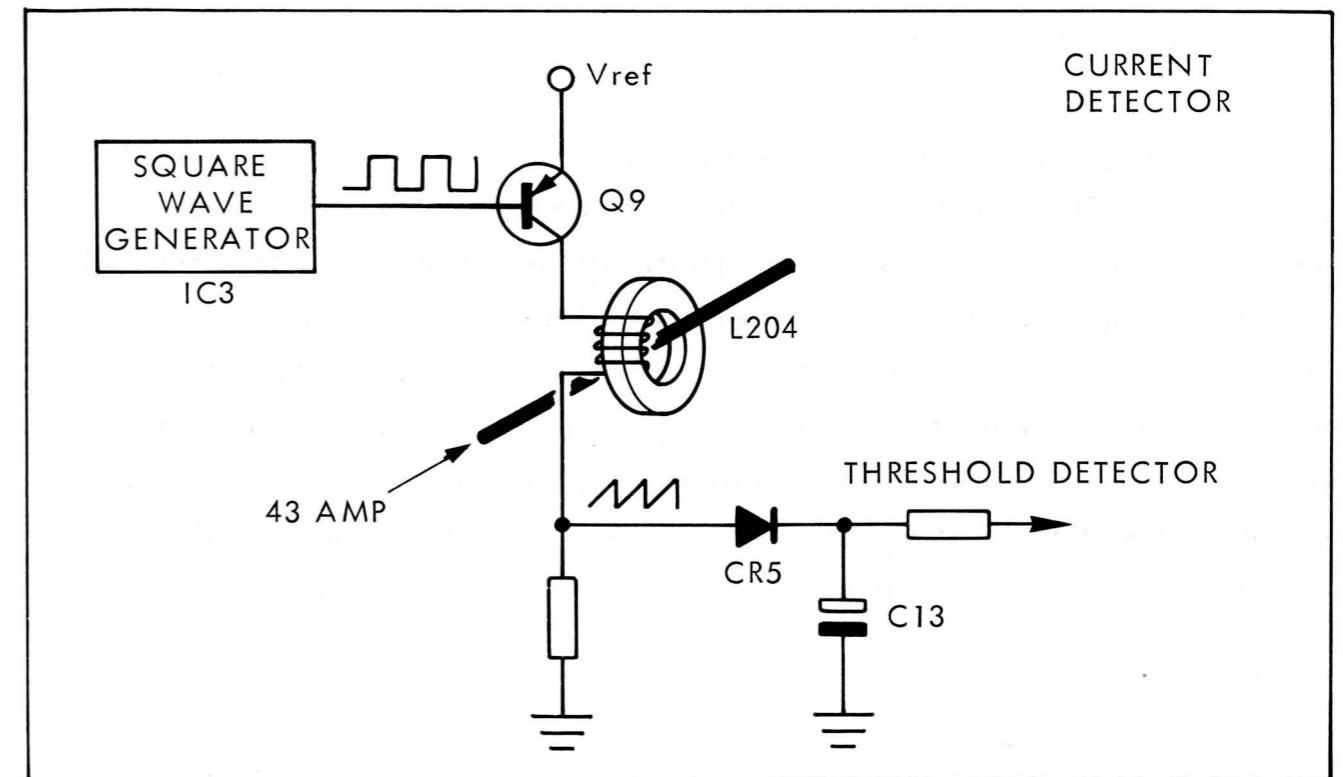 CURRENT
DETECTOR
Vref
SQUARE
WAVE
GENERATOR
IC3
Q9
L204
43 AMP
THRESHOLD DETECTOR
CR5
C13